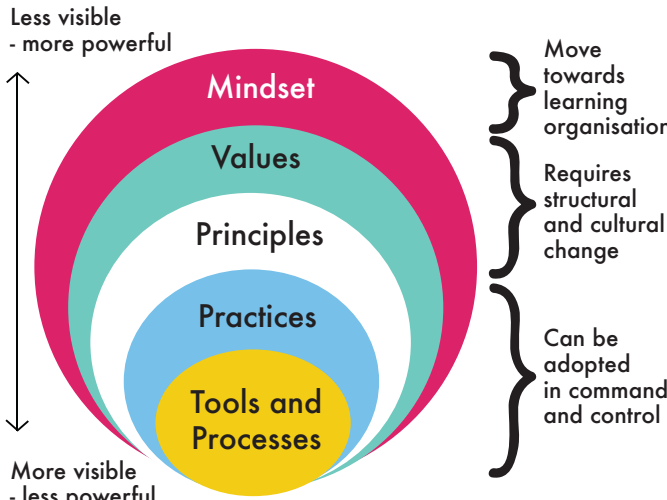 Less visible
- more powerful
Mindset
Values
Principles
Practices
Tools and
Processes
More visible
- less powerful
Move
towards
learning
organisation
Requires
structural
and cultural
change
Can be
adopted
in command
and control